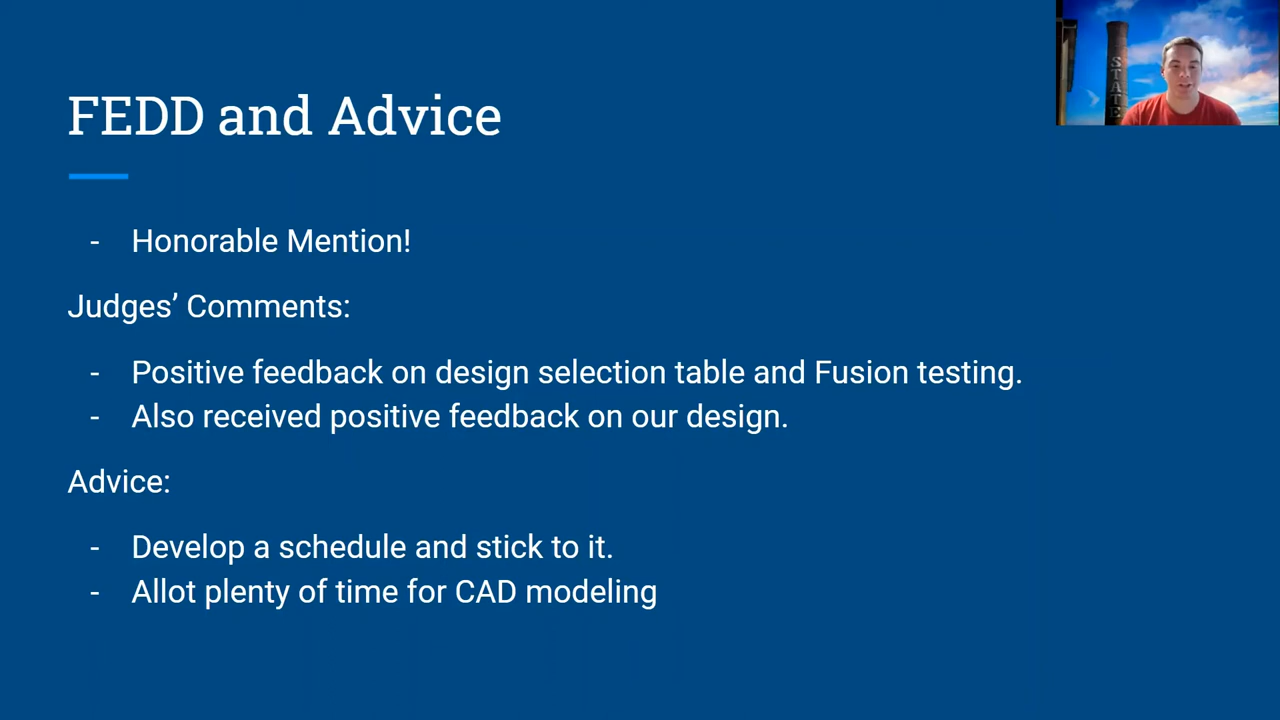 FEDD and Advice
- Honorable Mention!
Judges’ Comments:
- Positive feedback on design selection table and Fusion testing.
- Also received positive feedback on our design.
Advice:
- Develop a schedule and stick to it.
- Allot plenty of time for CAD modeling
STATE